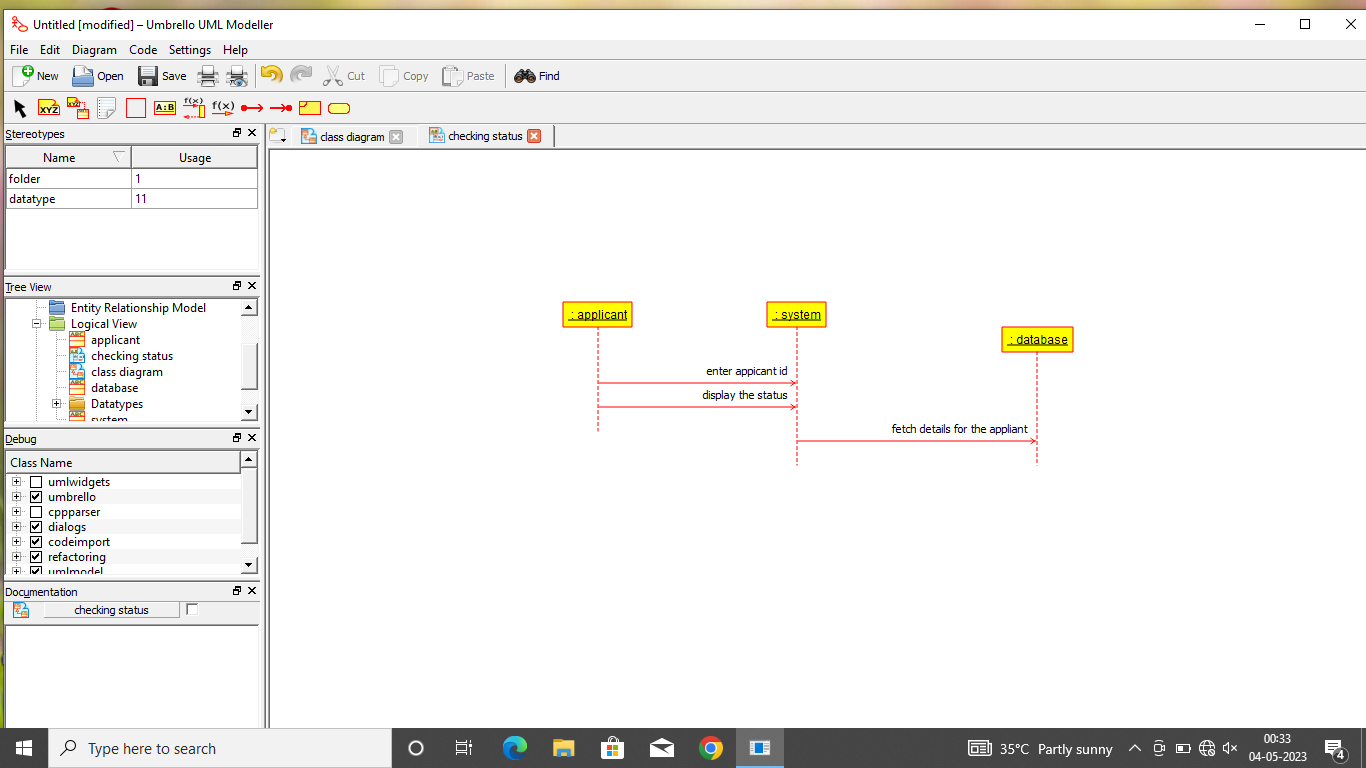 Untitled [modified] – Umbrello UML Modeller
File Edit Diagram Code Settings Help
New Open Save Cut Copy Paste Find
XYZ XYZ A:B f(x) f(x)
Stereotypes
class diagram checking status
Name Usage
folder 1
datatype 11
Tree View
Entity Relationship Model
Logical View
applicant
checking status
class diagram
database
Datatypes
system
: applicant : system
: database
enter appicant id
display the status
fetch details for the appliant
Debug
Class Name
umlwidgets
umbrello
cppparser
dialogs
codeimport
refactoring
umlmodel
Documentation
checking status
Type here to search
35°C Partly sunny
00:33
04-05-2023
4